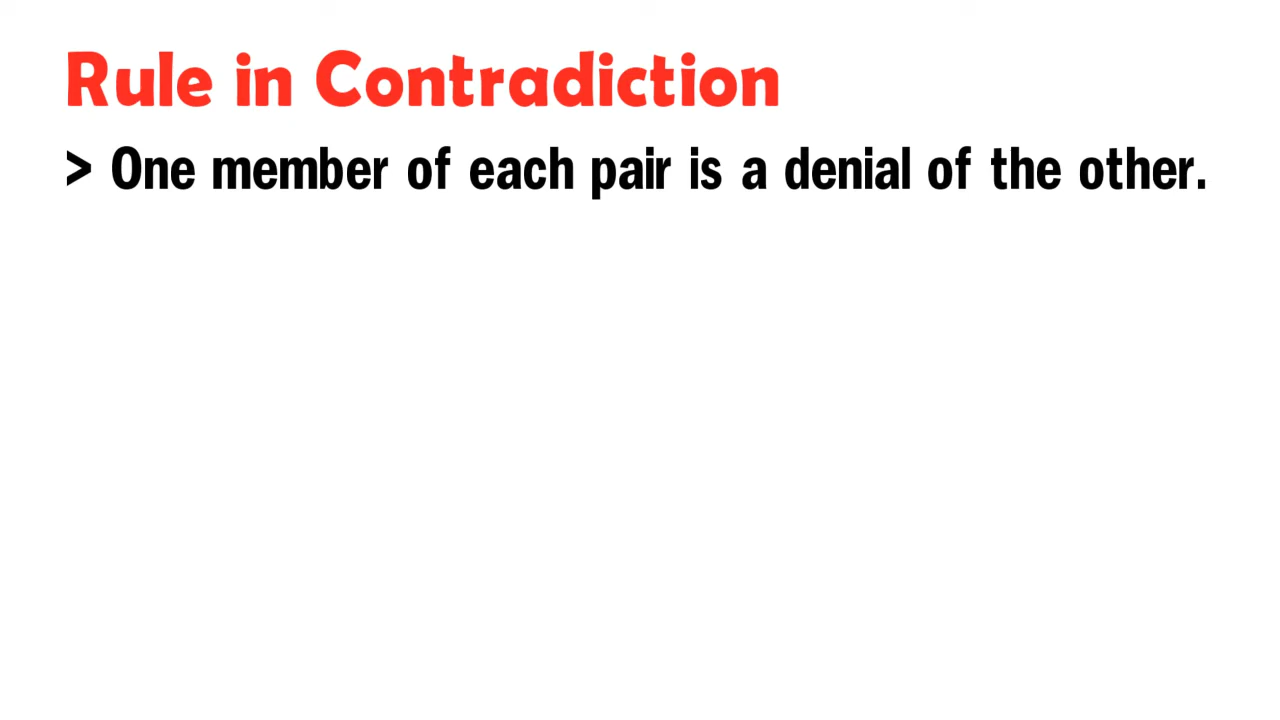 Rule in Contradiction
> One member of each pair is a denial of the other.